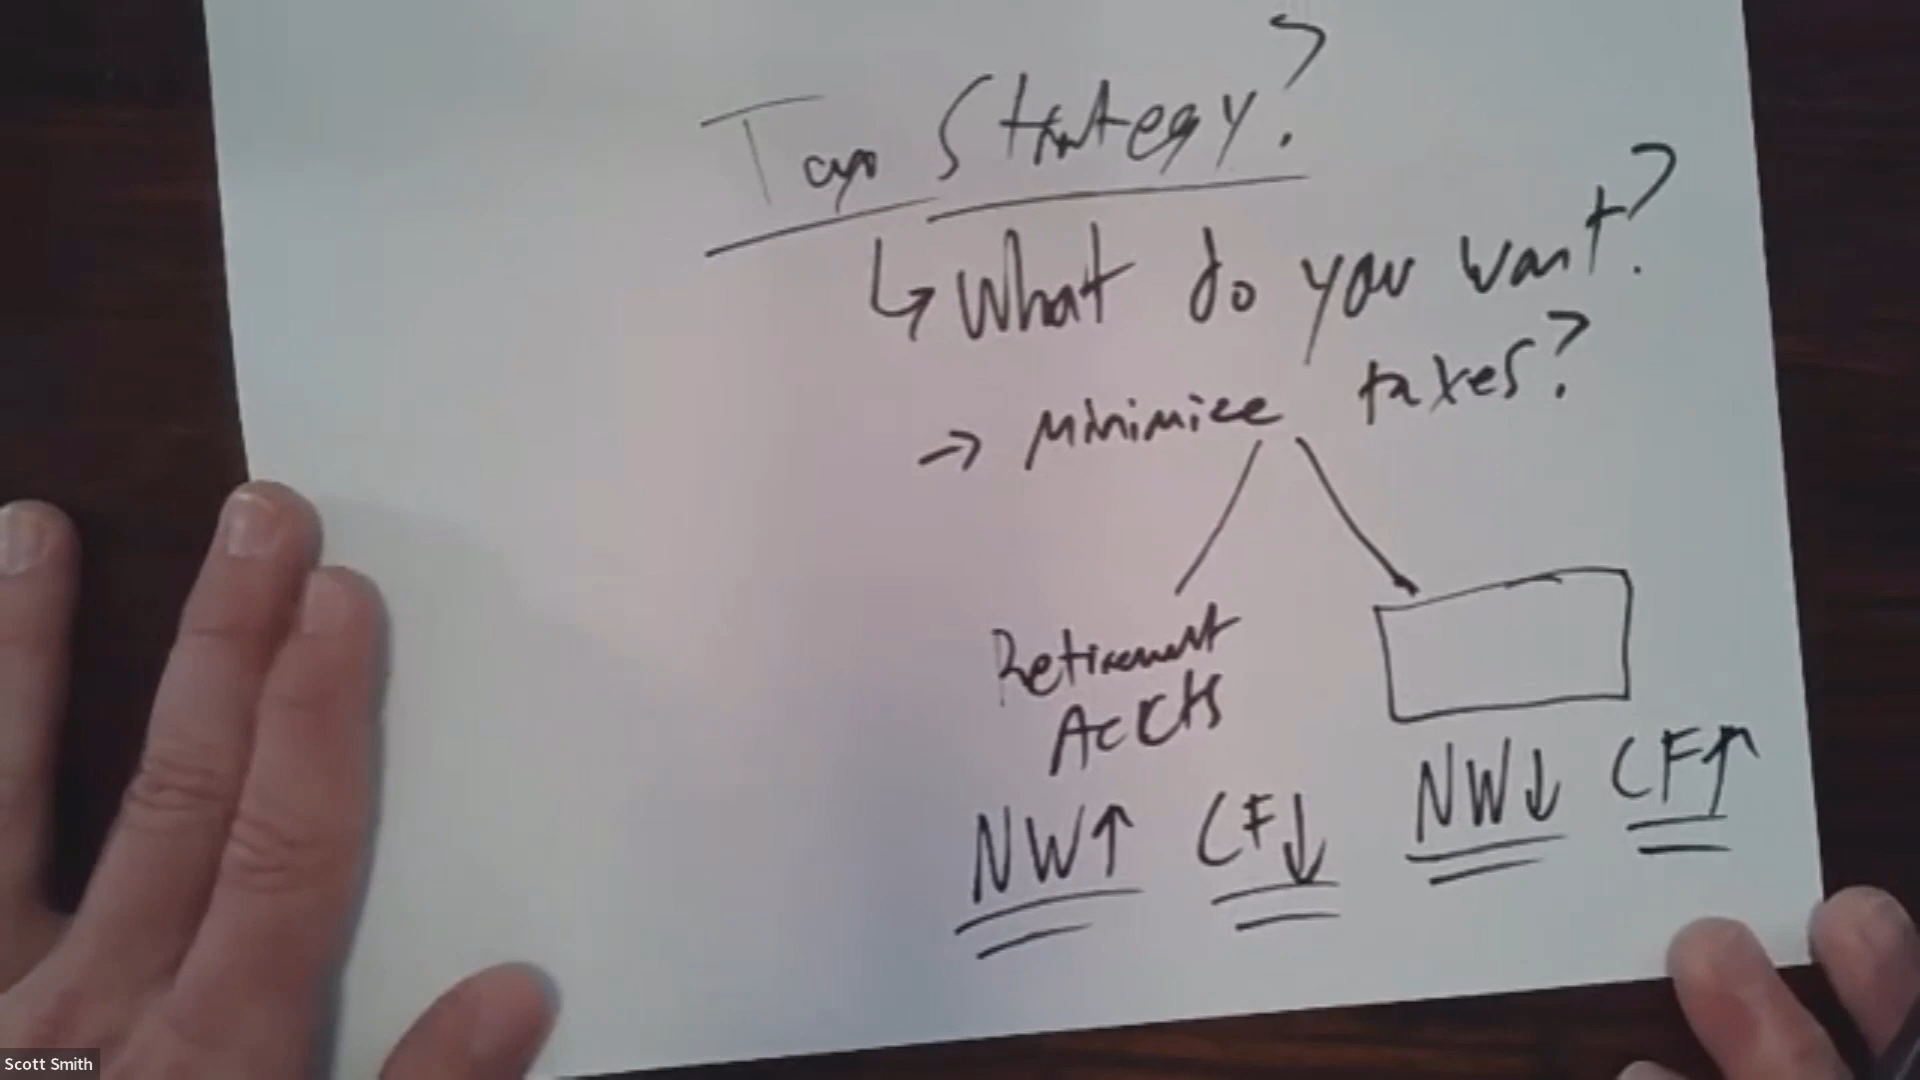 Tax Strategy?
↳ What do you want?
→ Minimize taxes?
Retirement
Accts
NW↑ CF↓
NW↓ CF↑
Scott Smith